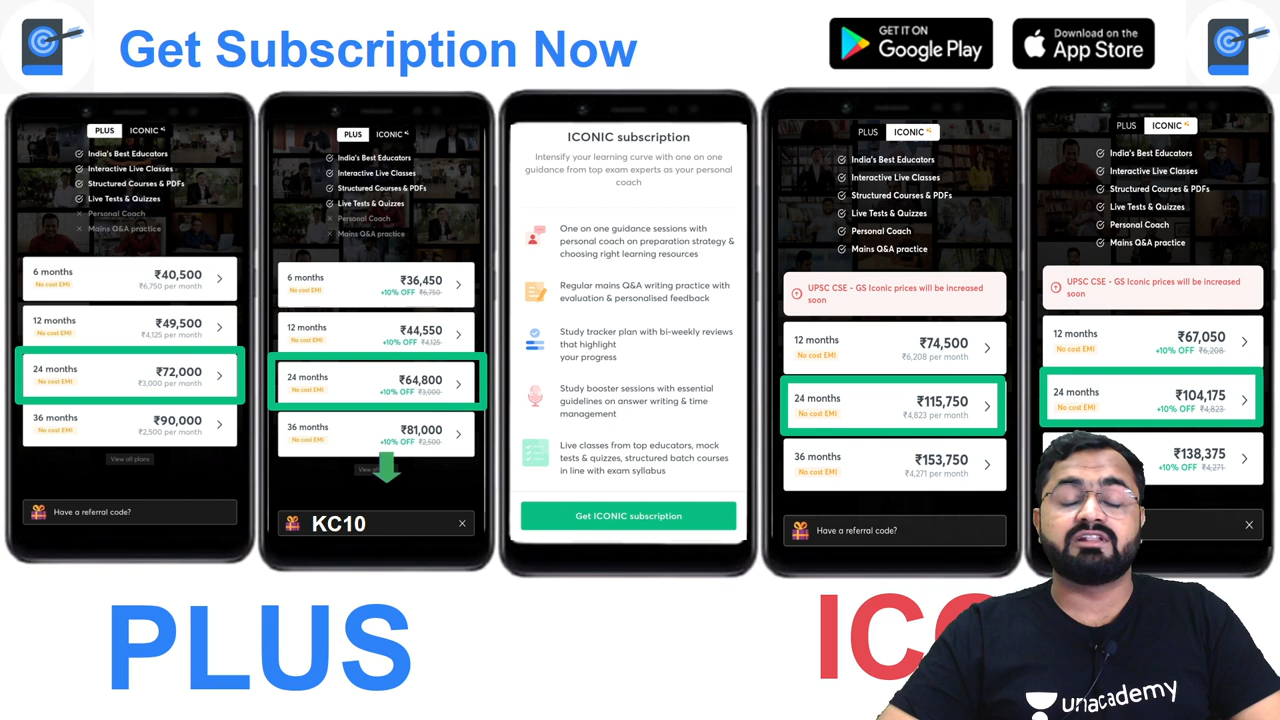 Get Subscription Now
GET IT ON
Google Play
Download on the
App Store
PLUS ICONIC
India's Best Educators
Interactive Live Classes
Structured Courses & PDFs
Live Tests & Quizzes
Personal Coach
Mains Q&A practice
6 months
No cost EMI
₹40,500
₹6,750 per month
12 months
No cost EMI
₹49,500
₹4,125 per month
24 months
No cost EMI
₹72,000
₹3,000 per month
36 months
No cost EMI
₹90,000
₹2,500 per month
View all plans
Have a referral code?
PLUS ICONIC
India's Best Educators
Interactive Live Classes
Structured Courses & PDFs
Live Tests & Quizzes
Personal Coach
Mains Q&A practice
6 months
No cost EMI
₹36,450
+10% OFF ₹6,750
12 months
No cost EMI
₹44,550
+10% OFF ₹4,125
24 months
No cost EMI
₹64,800
+10% OFF ₹3,000
36 months
No cost EMI
₹81,000
+10% OFF ₹2,500
View all
KC10
ICONIC subscription
Intensify your learning curve with one on one
guidance from top exam experts as your personal
coach
One on one guidance sessions with
personal coach on preparation strategy &
choosing right learning resources
Regular mains Q&A writing practice with
evaluation & personalised feedback
Study tracker plan with bi-weekly reviews
that highlight
your progress
Study booster sessions with essential
guidelines on answer writing & time
management
Live classes from top educators, mock
tests & quizzes, structured batch courses
in line with exam syllabus
Get ICONIC subscription
PLUS ICONIC
India's Best Educators
Interactive Live Classes
Structured Courses & PDFs
Live Tests & Quizzes
Personal Coach
Mains Q&A practice
UPSC CSE - GS Iconic prices will be increased
soon
12 months
No cost EMI
₹74,500
₹6,208 per month
24 months
No cost EMI
₹115,750
₹4,823 per month
36 months
No cost EMI
₹153,750
₹4,271 per month
Have a referral code?
PLUS ICONIC
India's Best Educators
Interactive Live Classes
Structured Courses & PDFs
Live Tests & Quizzes
Personal Coach
Mains Q&A practice
UPSC CSE - GS Iconic prices will be increased
soon
12 months
No cost EMI
₹67,050
+10% OFF ₹6,208
24 months
No cost EMI
₹104,175
+10% OFF ₹4,823
₹138,375
+10% OFF ₹4,271
PLUS
ICO
unacademy